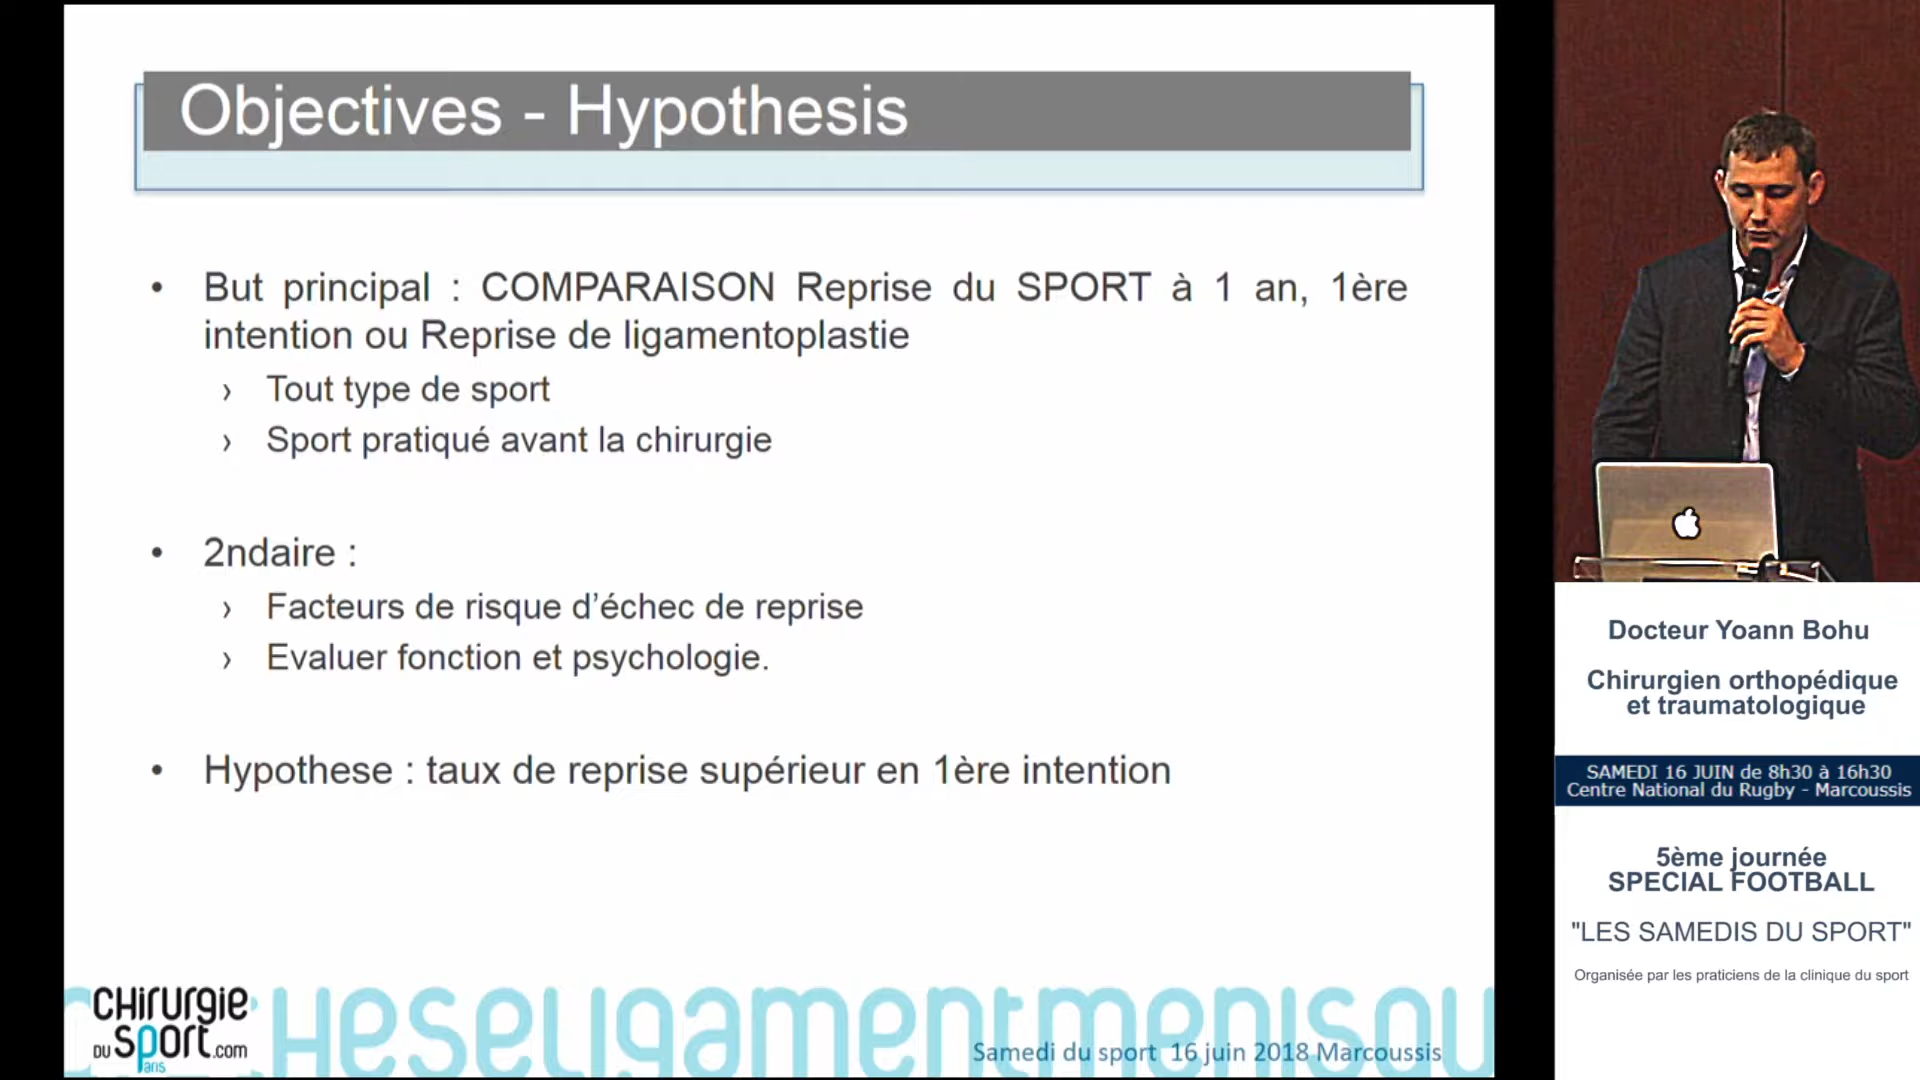 Objectives - Hypothesis
• But principal : COMPARAISON Reprise du SPORT à 1 an, 1ère
intention ou Reprise de ligamentoplastie
› Tout type de sport
› Sport pratiqué avant la chirurgie
• 2ndaire :
› Facteurs de risque d’échec de reprise
› Evaluer fonction et psychologie.
• Hypothese : taux de reprise supérieur en 1ère intention
CHirurgie
DU sport.com
Paris
Heseligamentmenisqu
Samedi du sport 16 juin 2018 Marcoussis
Docteur Yoann Bohu
Chirurgien orthopédique
et traumatologique
SAMEDI 16 JUIN de 8h30 à 16h30
Centre National du Rugby - Marcoussis
5ème journée
SPECIAL FOOTBALL
"LES SAMEDIS DU SPORT"
Organisée par les praticiens de la clinique du sport